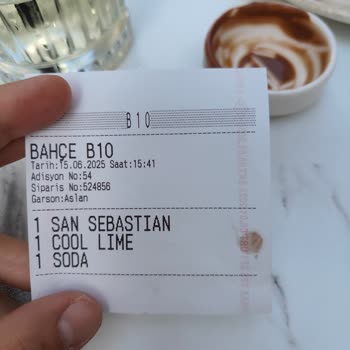 B10
BAHÇE B10
Tarih:15.06.2025 Saat:15:41
Adisyon No:54
Siparis No:524856
Garson:Aslan
1 SAN SEBASTIAN
1 COOL LIME
1 SODA